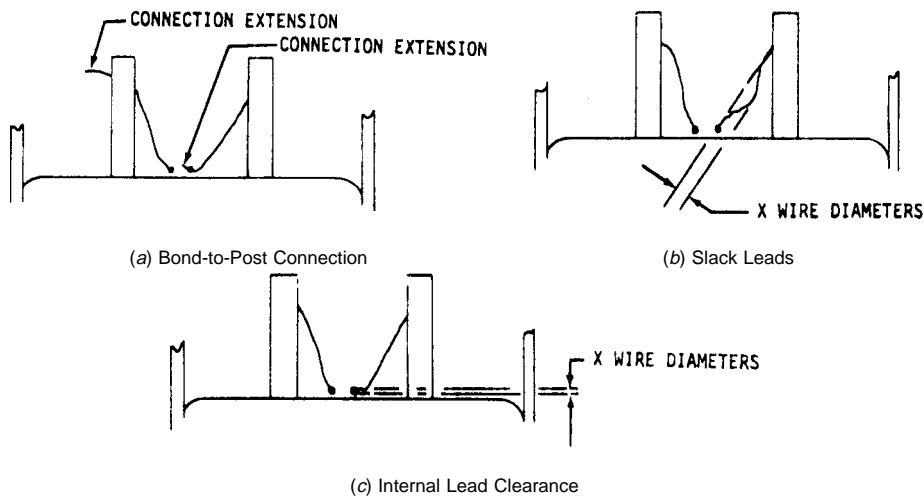 CONNECTION EXTENSION
CONNECTION EXTENSION
X WIRE DIAMETERS
(a) Bond-to-Post Connection
(b) Slack Leads
X WIRE DIAMETERS
(c) Internal Lead Clearance